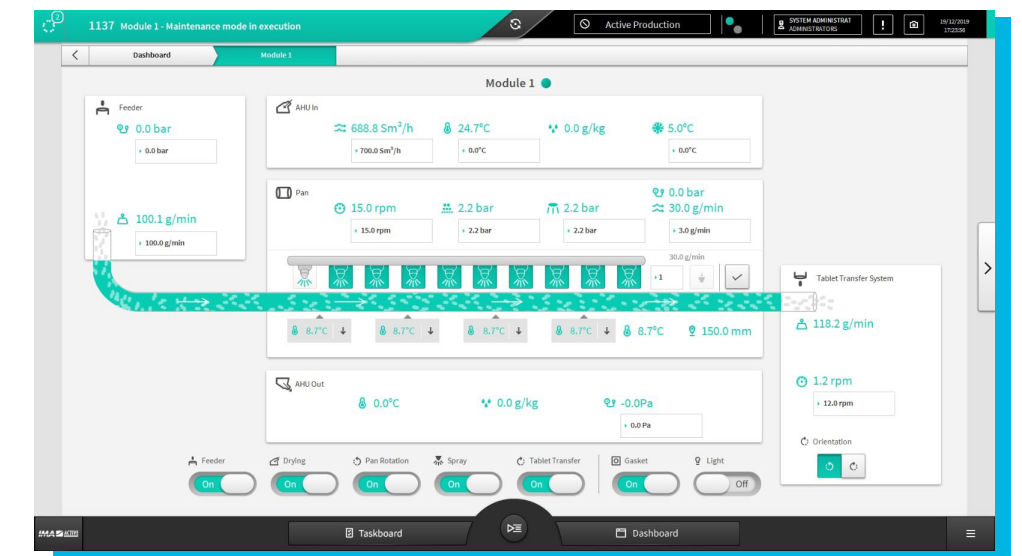 2
1137 Module 1 - Maintenance mode in execution
Active Production
SYSTEM ADMINISTRAT
ADMINISTRATORS
!
19/12/2019
17:23:56
Dashboard
Module 1
Module 1
Feeder
0.0 bar
0.0 bar
100.1 g/min
100.0 g/min
AHU In
688.8 Sm³/h
24.7°C
0.0 g/kg
5.0°C
700.0 Sm³/h
0.0°C
0.0°C
Pan
0.0 bar
15.0 rpm
2.2 bar
2.2 bar
30.0 g/min
15.0 rpm
2.2 bar
2.2 bar
3.0 g/min
30.0 g/min
1
8.7°C
8.7°C
8.7°C
8.7°C
8.7°C
150.0 mm
Tablet Transfer System
118.2 g/min
1.2 rpm
12.0 rpm
Orientation
AHU Out
0.0°C
0.0 g/kg
-0.0Pa
0.0 Pa
Feeder
Drying
Pan Rotation
Spray
Tablet Transfer
Gasket
Light
On
On
On
On
On
On
Off
IMA ACTIVE
Taskboard
Dashboard